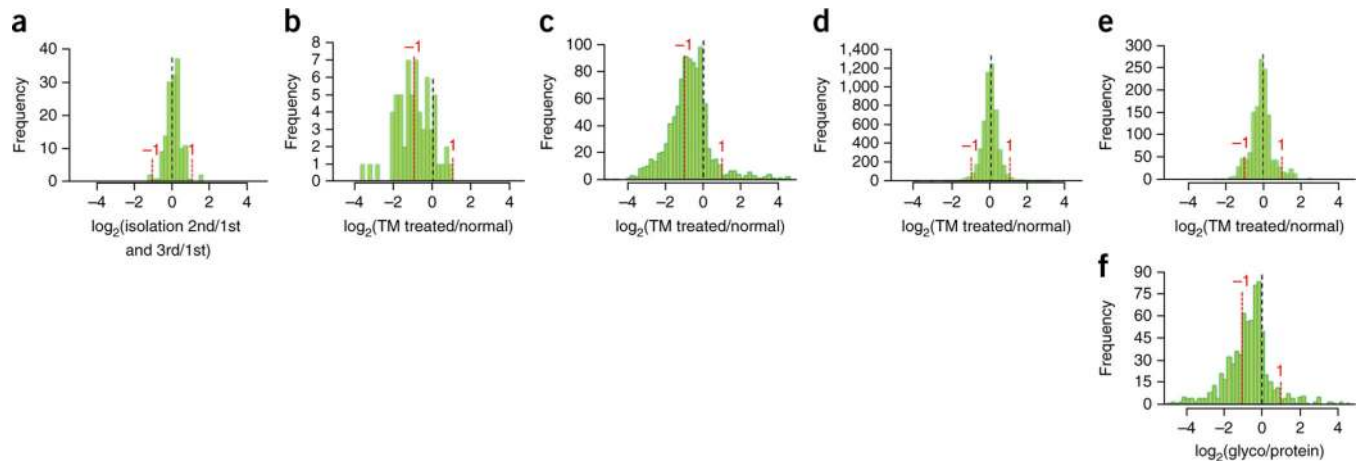 a
40
30
20
10
0
Frequency
−1
1
−4 −2 0 2 4
log2(isolation 2nd/1st
and 3rd/1st)
b
8
7
6
5
4
3
2
1
0
Frequency
−1
1
−4 −2 0 2 4
log2(TM treated/normal)
c
100
80
60
40
20
0
Frequency
−1
1
−4 −2 0 2 4
log2(TM treated/normal)
d
1,400
1,200
1,000
800
600
400
200
0
Frequency
−1
1
−4 −2 0 2 4
log2(TM treated/normal)
e
300
250
200
150
100
50
0
Frequency
−1
1
−4 −2 0 2 4
log2(TM treated/normal)
f
90
75
60
45
30
15
0
Frequency
−1
1
−4 −2 0 2 4
log2(glyco/protein)